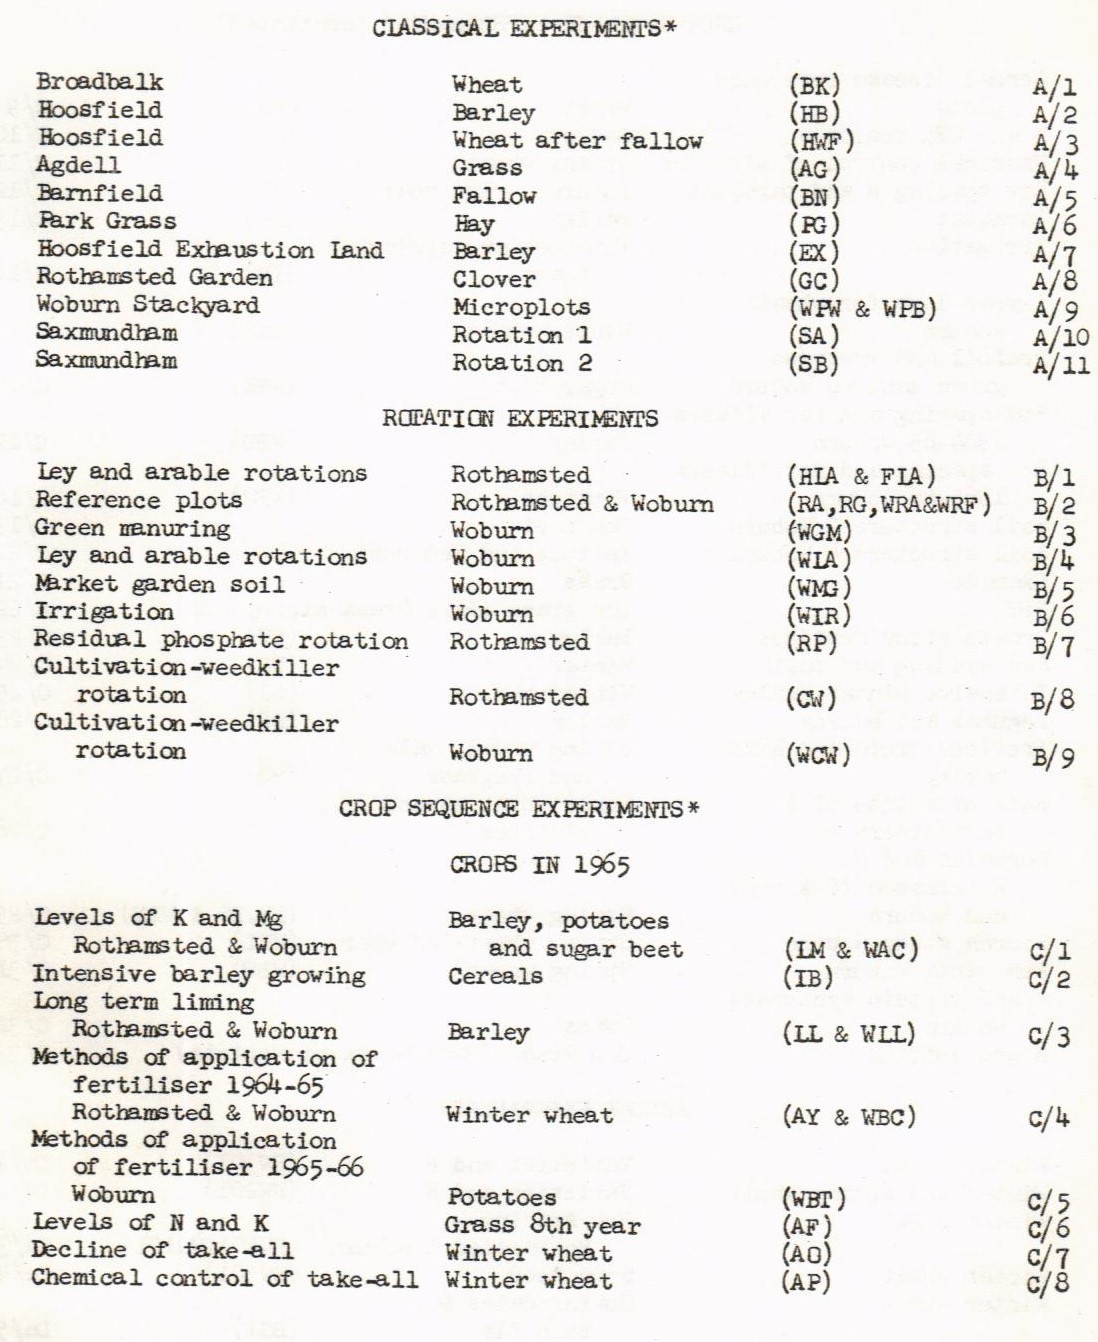 CLASSICAL EXPERIMENTS*
Broadbalk Wheat (BK) A/1
Hoosfield Barley (HB) A/2
Hoosfield Wheat after fallow (HWF) A/3
Agdell Grass (AG) A/4
Barnfield Fallow (BN) A/5
Park Grass Hay (PG) A/6
Hoosfield Exhaustion Land Barley (EX) A/7
Rothamsted Garden Clover (GC) A/8
Woburn Stackyard Microplots (WPW & WPB) A/9
Saxmundham Rotation 1 (SA) A/10
Saxmundham Rotation 2 (SB) A/11
ROTATION EXPERIMENTS
Ley and arable rotations Rothamsted (HLA & FLA) B/1
Reference plots Rothamsted & Woburn (RA,RG,WRA&WRF) B/2
Green manuring Woburn (WGM) B/3
Ley and arable rotations Woburn (WLA) B/4
Market garden soil Woburn (WMG) B/5
Irrigation Woburn (WIR) B/6
Residual phosphate rotation Rothamsted (RP) B/7
Cultivation-weedkiller
rotation Rothamsted (CW) B/8
Cultivation-weedkiller
rotation Woburn (WCW) B/9
CROP SEQUENCE EXPERIMENTS*
CROPS IN 1965
Levels of K and Mg Barley, potatoes
Rothamsted & Woburn and sugar beet (LM & WAC) C/1
Intensive barley growing Cereals (IB) C/2
Long term liming
Rothamsted & Woburn Barley (LL & WLL) C/3
Methods of application of
fertiliser 1964-65
Rothamsted & Woburn Winter wheat (AY & WBC) C/4
Methods of application
of fertiliser 1965-66
Woburn Potatoes (WBT) C/5
Levels of N and K Grass 8th year (AF) C/6
Decline of take-all Winter wheat (AO) C/7
Chemical control of take-all Winter wheat (AP) C/8